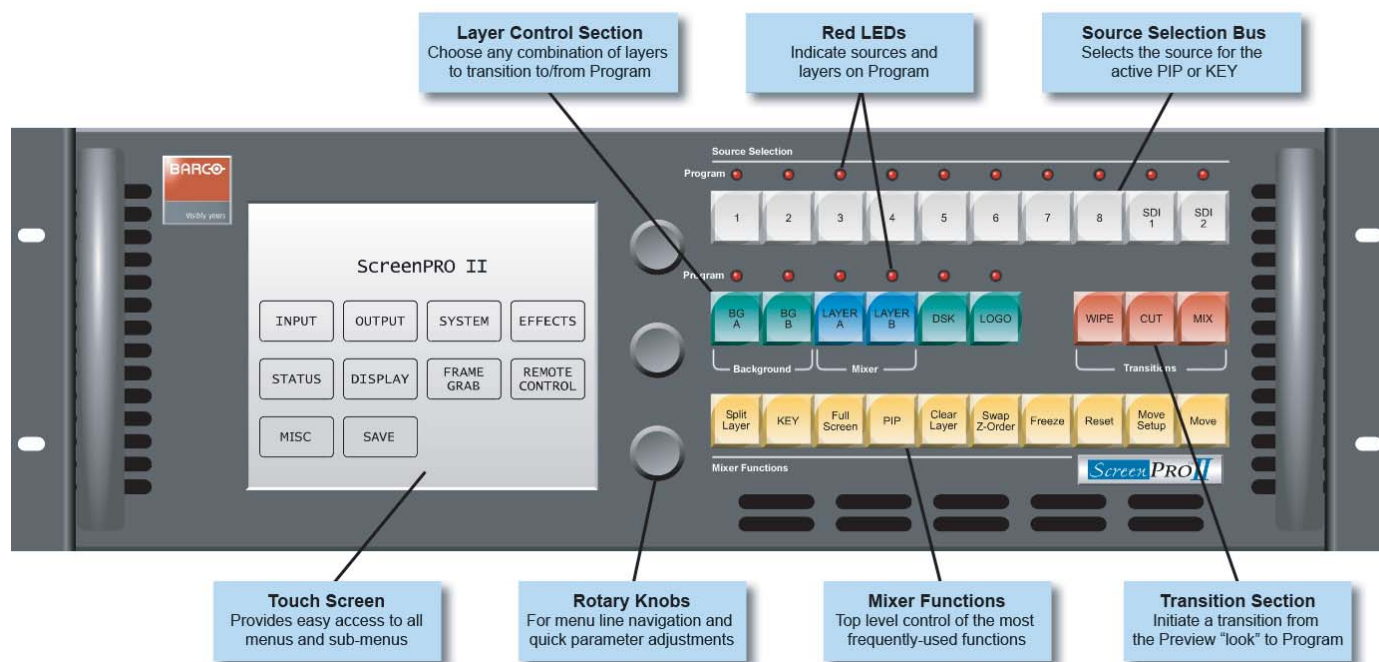 Layer Control Section
Choose any combination of layers
to transition to/from Program
Red LEDs
Indicate sources and
layers on Program
Source Selection Bus
Selects the source for the
active PIP or KEY
BARCO
Visibly yours
ScreenPRO II
INPUT
OUTPUT
SYSTEM
EFFECTS
STATUS
DISPLAY
FRAME
GRAB
REMOTE
CONTROL
MISC
SAVE
Source Selection
Program
1
2
3
4
5
6
7
8
SDI
1
SDI
2
Program
BG
A
BG
B
LAYER
A
LAYER
B
DSK
LOGO
WIPE
CUT
MIX
Background
Mixer
Transitions
Split
Layer
KEY
Full
Screen
PIP
Clear
Layer
Swap
Z-Order
Freeze
Reset
Move
Setup
Move
Mixer Functions
ScreenPRO II
Touch Screen
Provides easy access to all
menus and sub-menus
Rotary Knobs
For menu line navigation and
quick parameter adjustments
Mixer Functions
Top level control of the most
frequently-used functions
Transition Section
Initiate a transition from
the Preview “look” to Program